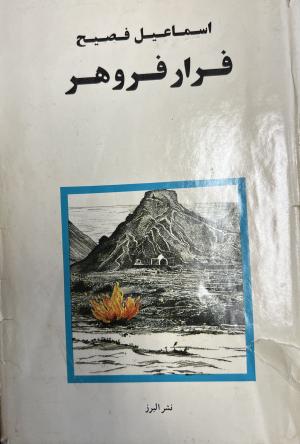 اسماعیل فصیح
فرار فروهر
نشر البرز